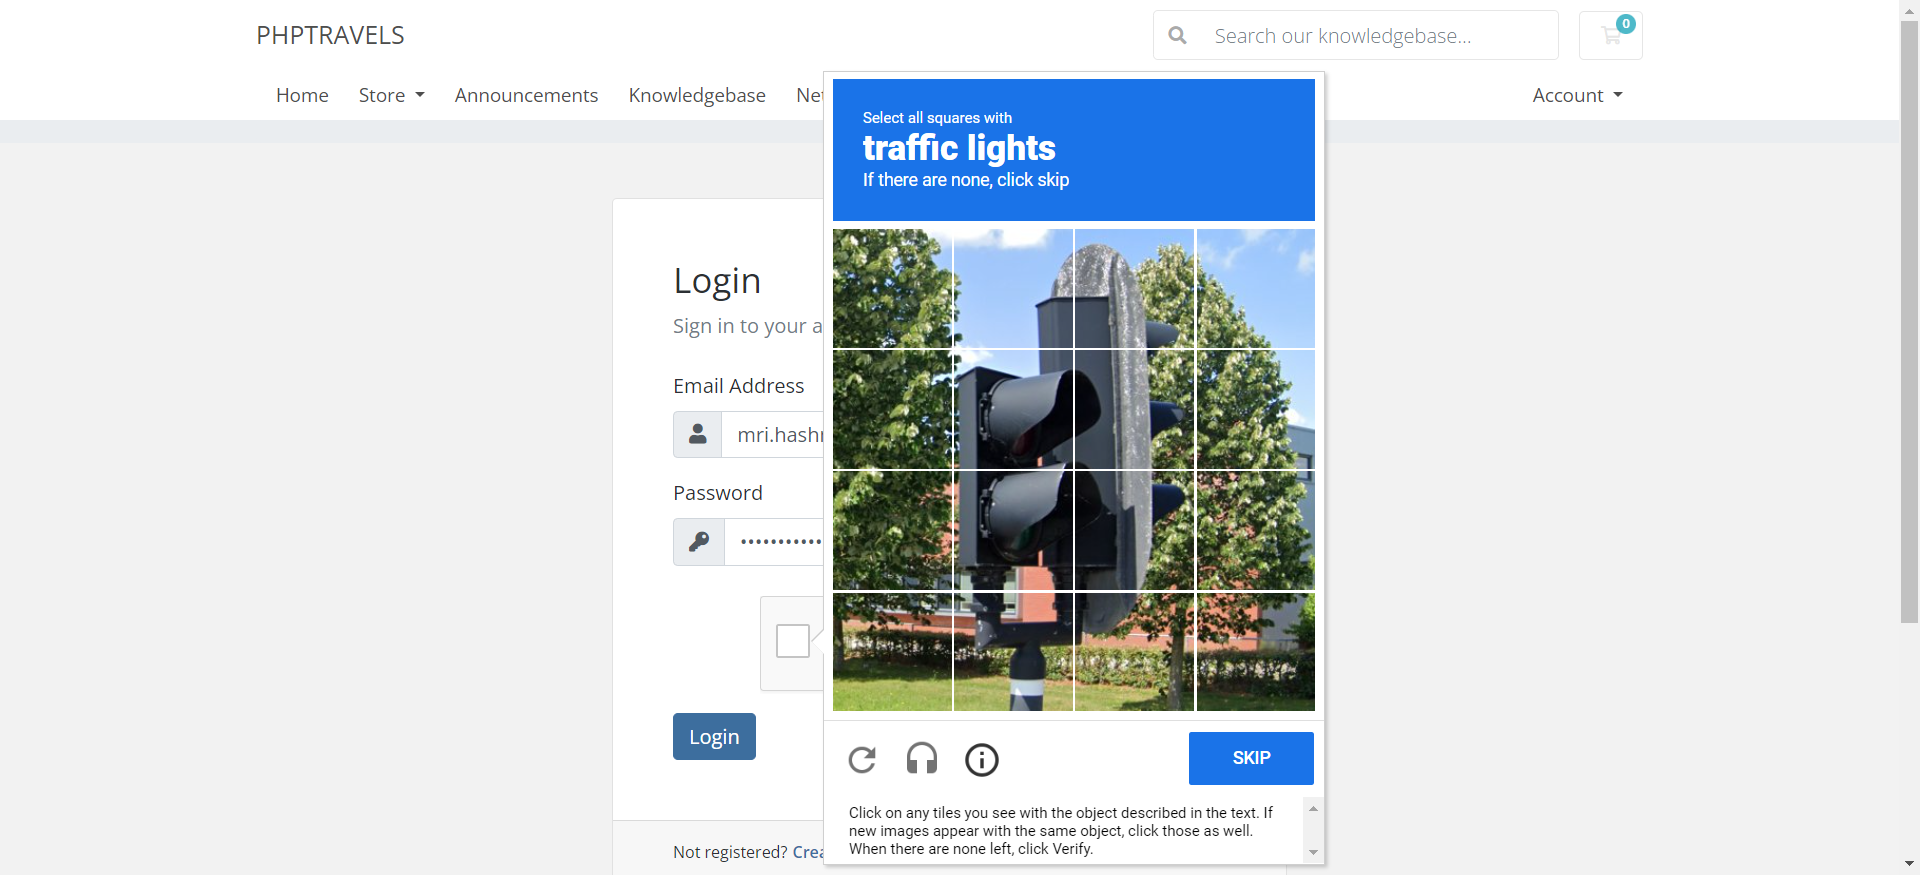 PHPTRAVELS
Search our knowledgebase...
0
Home
Store
Announcements
Knowledgebase
Account
Select all squares with
traffic lights
If there are none, click skip
Login
Sign in to your a
Email Address
mri.hash
Password
Login
SKIP
Click on any tiles you see with the object described in the text. If
new images appear with the same object, click those as well.
When there are none left, click Verify.
Not registered?